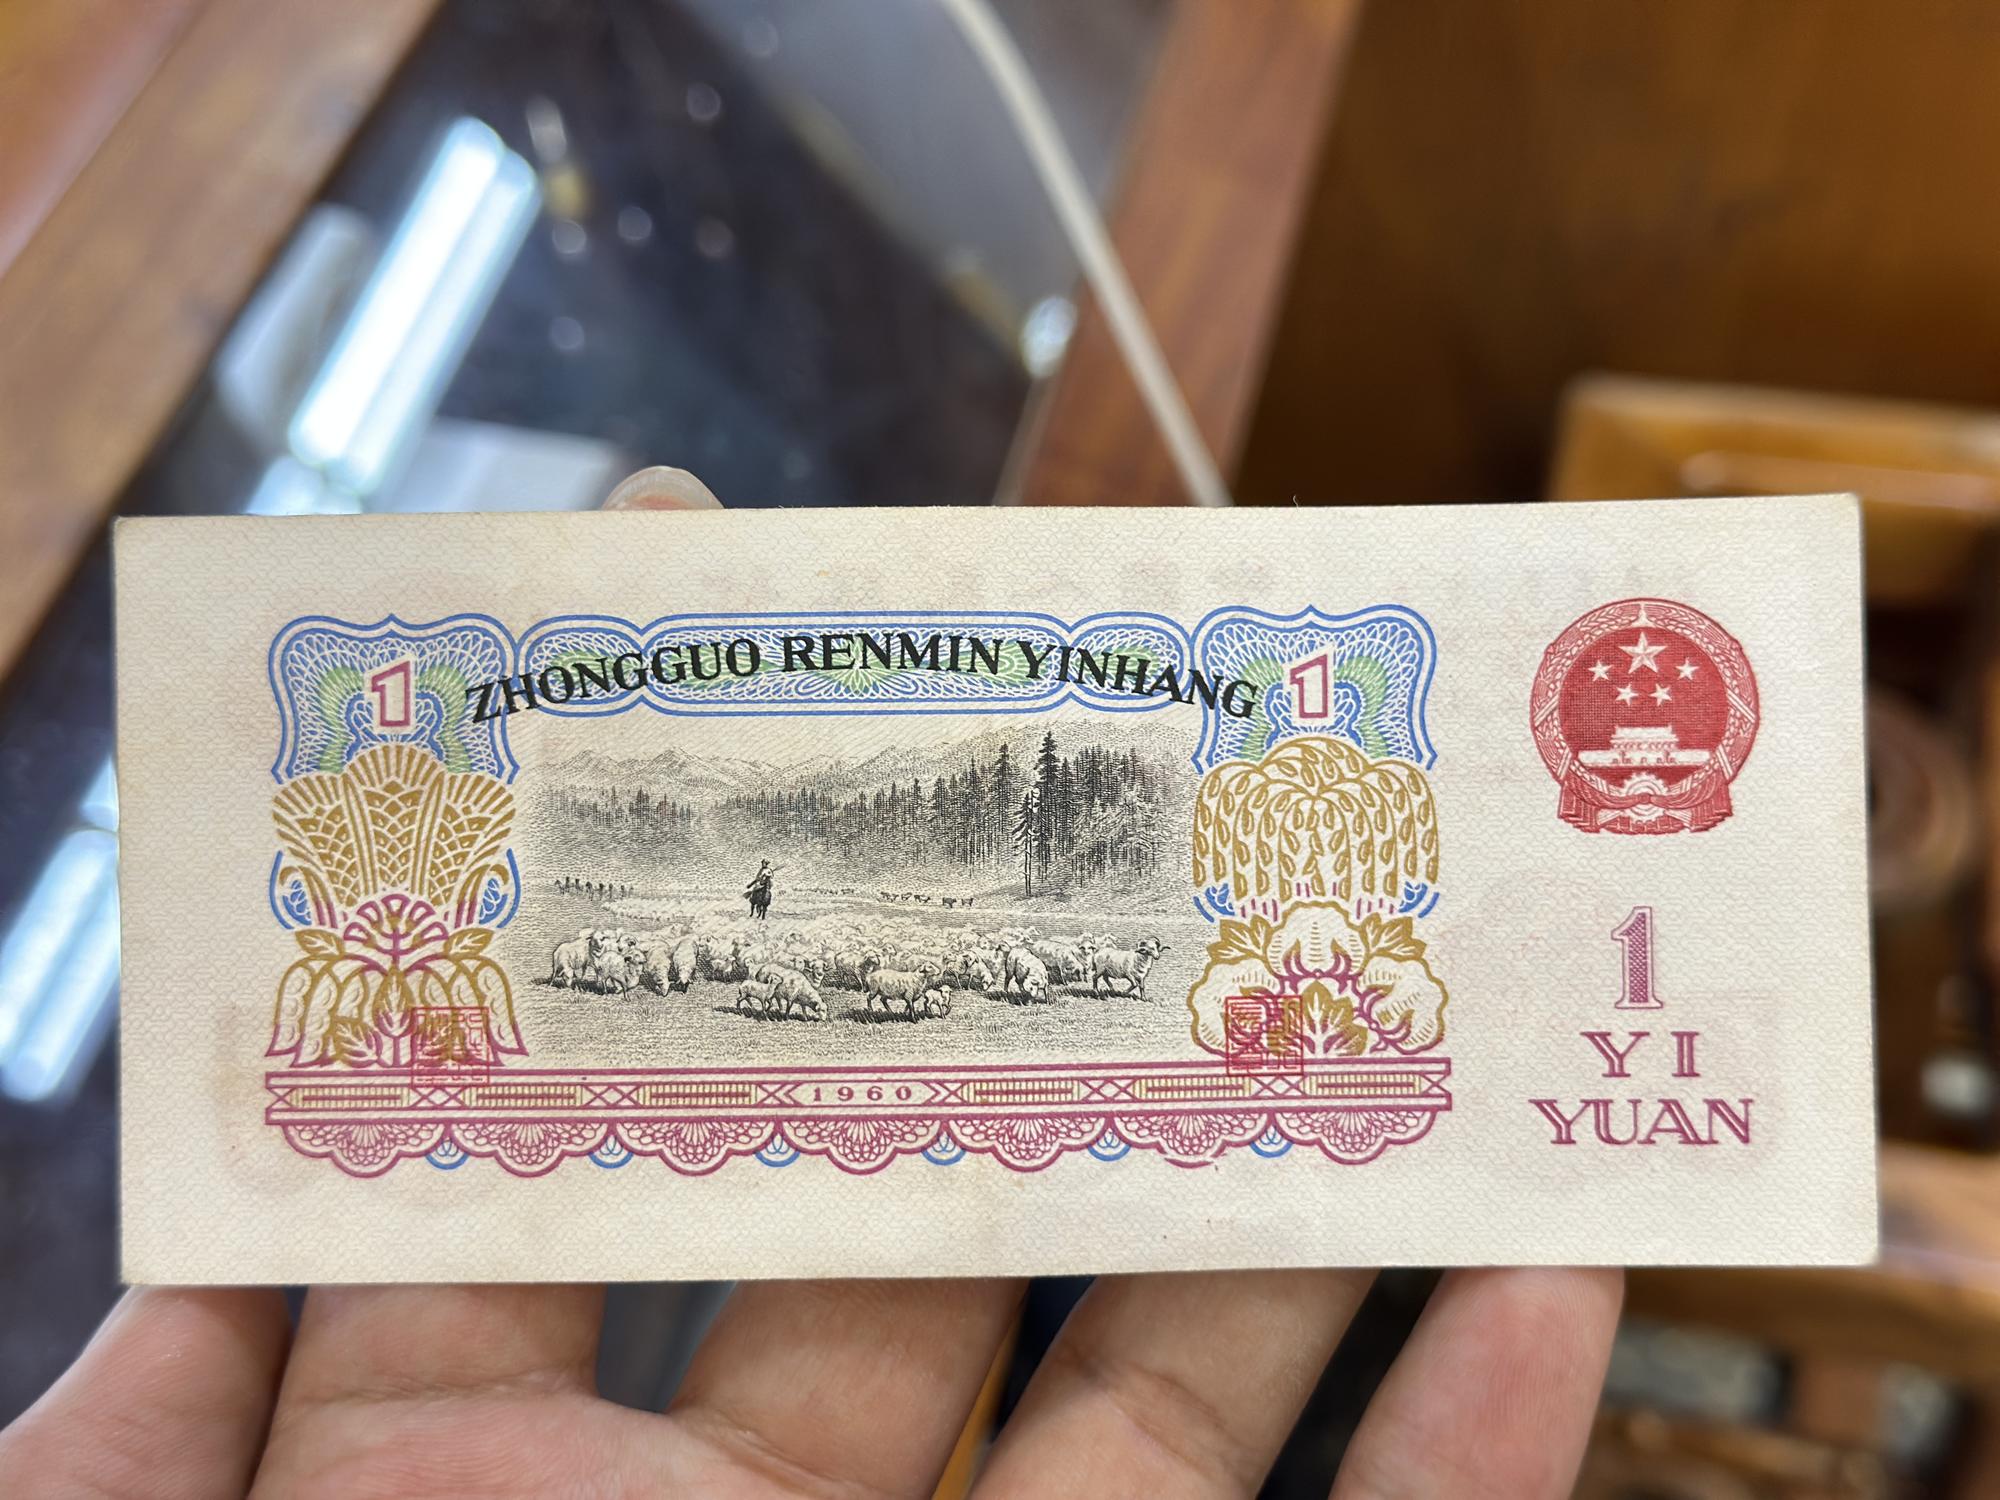 ZHONGGUO RENMIN YINHANG
1
1
1960
1
YI
YUAN